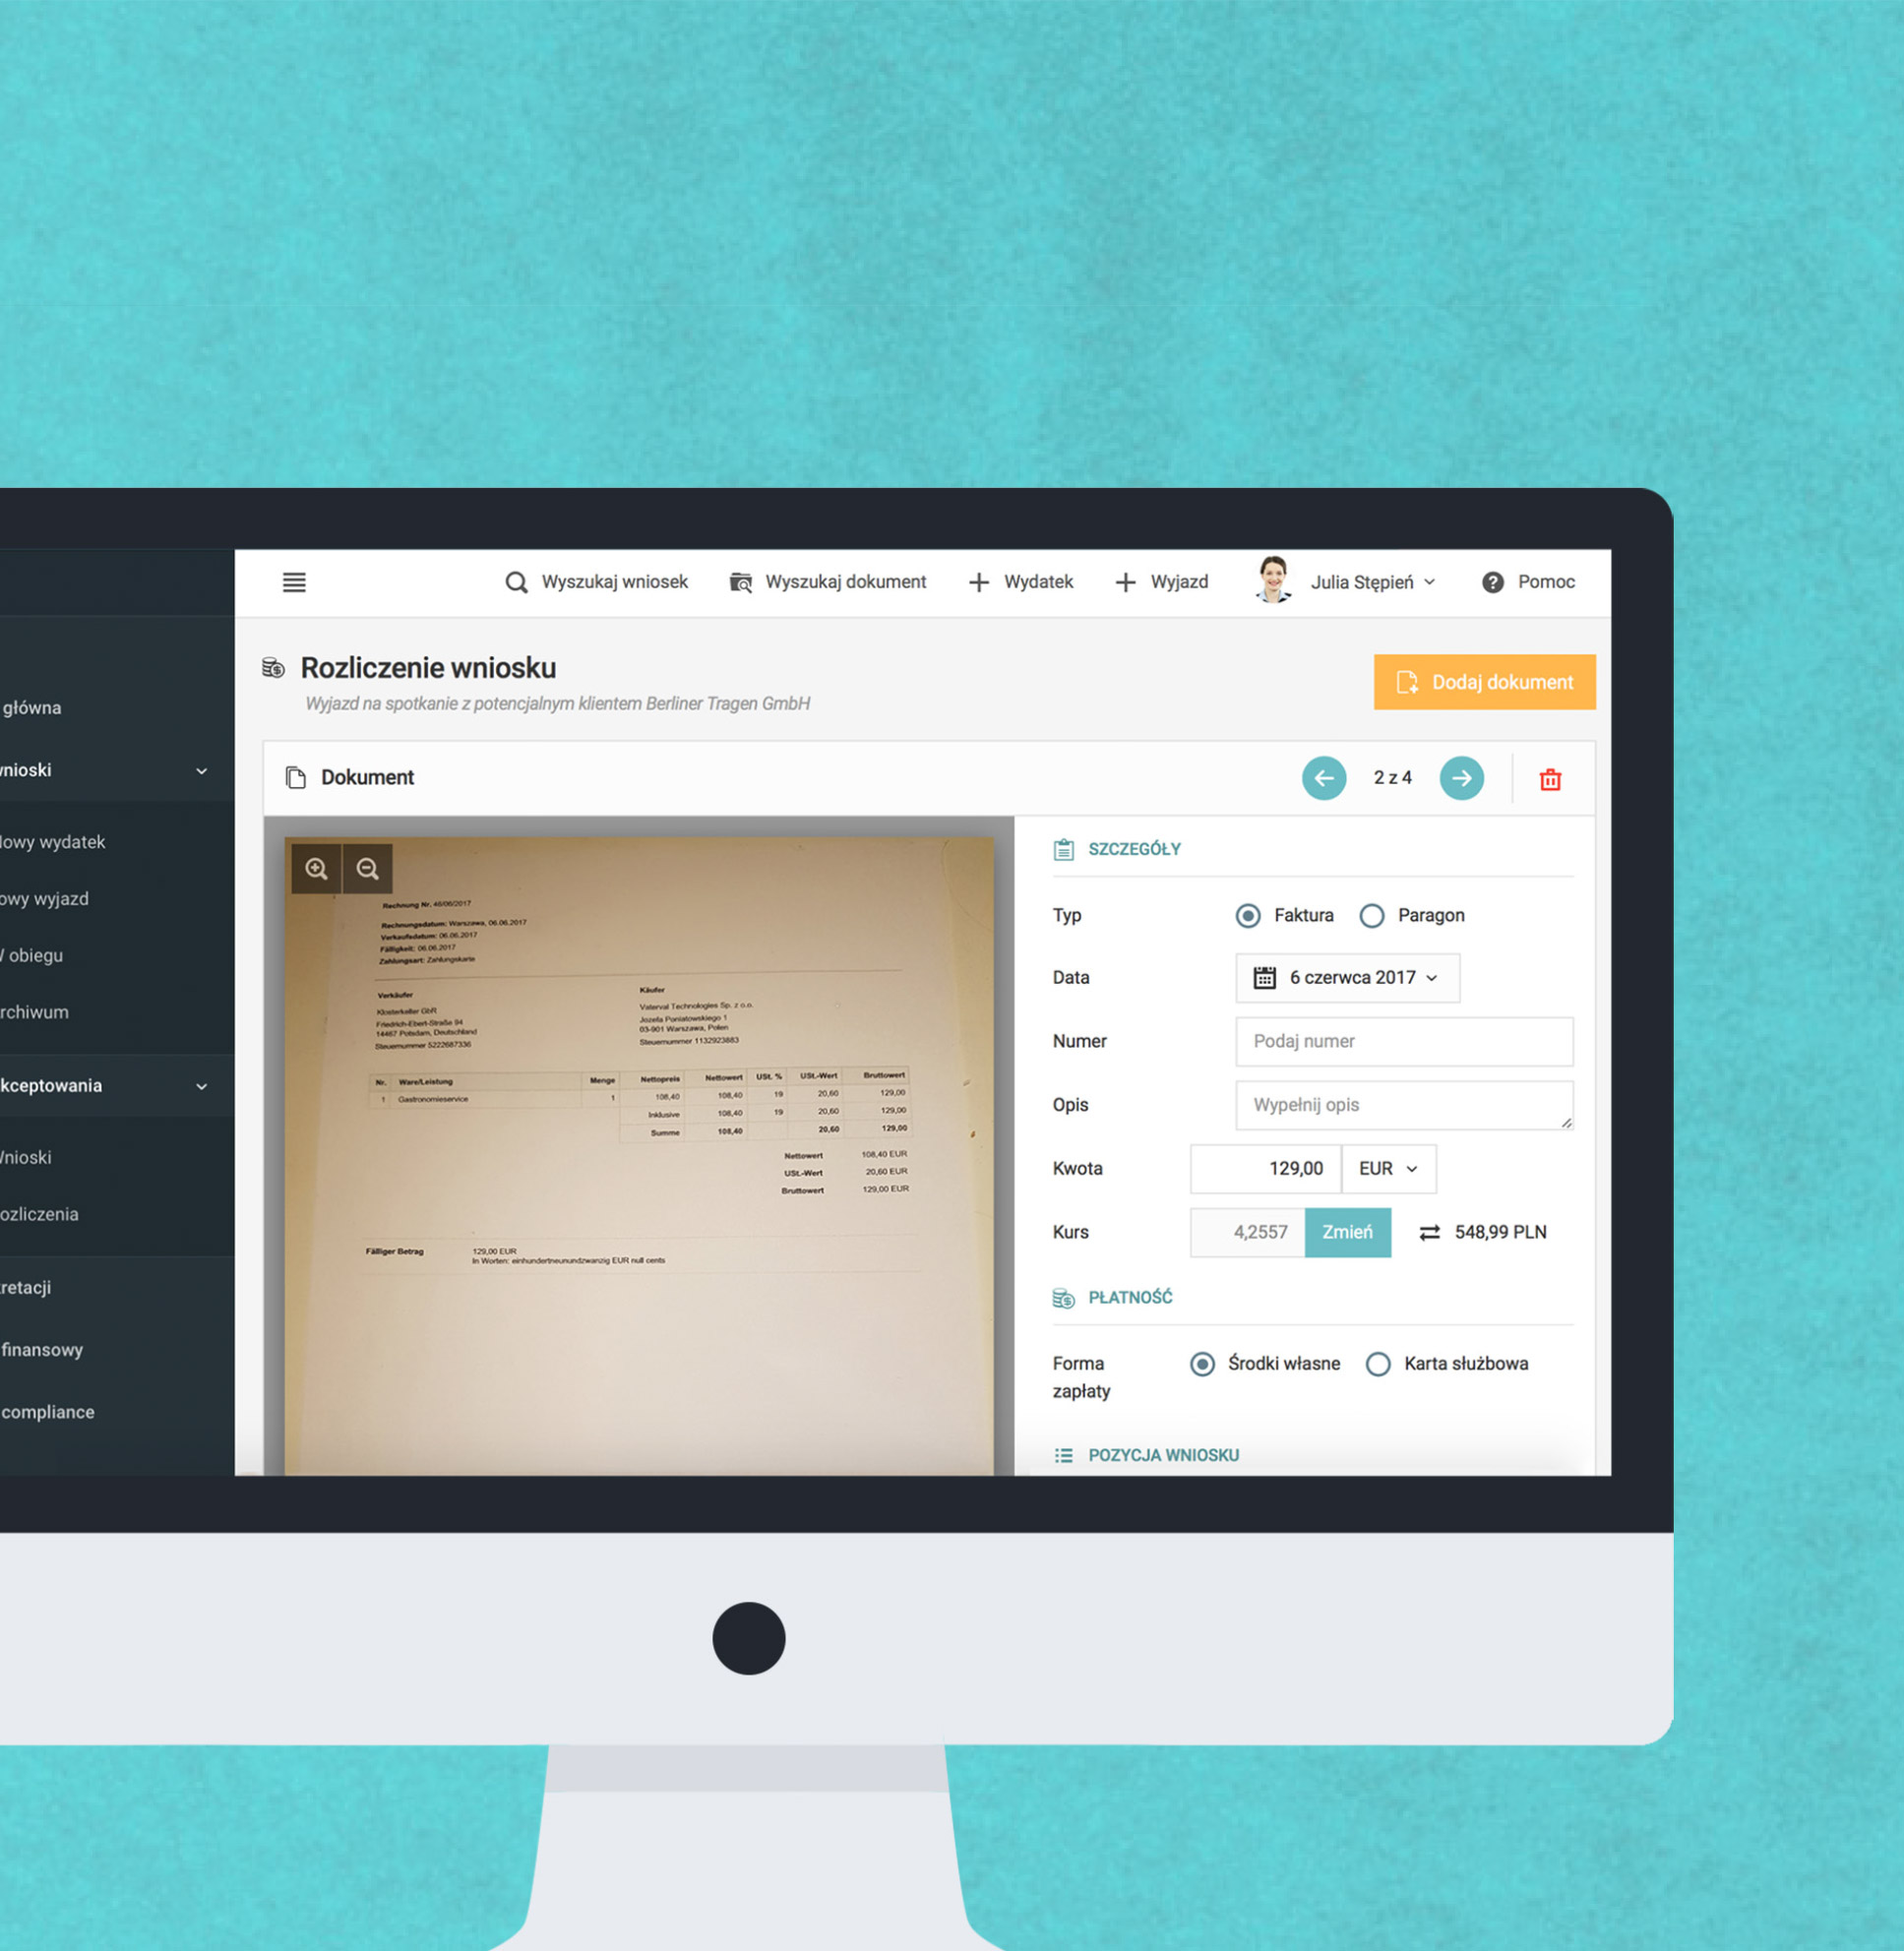 Wyszukaj wniosek
Wyszukaj dokument
Wydatek
Wyjazd
Julia Stępień
Pomoc
główna
nioski
owy wydatek
owy wyjazd
obiegu
rchiwum
kceptowania
nioski
ozliczenia
retacji
finansowy
compliance
Rozliczenie wniosku
Wyjazd na spotkanie z potencjalnym klientem Berliner Tragen GmbH
Dodaj dokument
Dokument
2 z 4
Rechnung Nr. 48/06/2017
Rechnungsdatum: Warszawa, 06.06.2017
Verkaufsdatum: 06.06.2017
Fälligkeit: 06.06.2017
Zahlungsart: Zahlungskarte
Verkäufer
Klosterkeller GbR
Friedrich-Ebert-Straße 94
14467 Potsdam, Deutschland
Steuernummer 5222687336
Käufer
Vaterval Technologies Sp. z o.o.
Jozefa Poniatowskiego 1
03-901 Warszawa, Polen
Steuernummer 1132923883
Nr. Ware/Leistung Menge Nettopreis Nettowert USt. % USt.-Wert Bruttowert
1 Gastronomieservice 1 108,40 108,40 19 20,60 129,00
Inklusive 108,40 19 20,60 129,00
Summe 108,40 20,60 129,00
Nettowert 108,40 EUR
USt.-Wert 20,60 EUR
Bruttowert 129,00 EUR
Fälliger Betrag 129,00 EUR
In Worten: einhundertneunundzwanzig EUR null cents
SZCZEGÓŁY
Typ Faktura Paragon
Data 6 czerwca 2017
Numer Podaj numer
Opis Wypełnij opis
Kwota 129,00 EUR
Kurs 4,2557 Zmień 548,99 PLN
PŁATNOŚĆ
Forma zapłaty Środki własne Karta służbowa
POZYCJA WNIOSKU